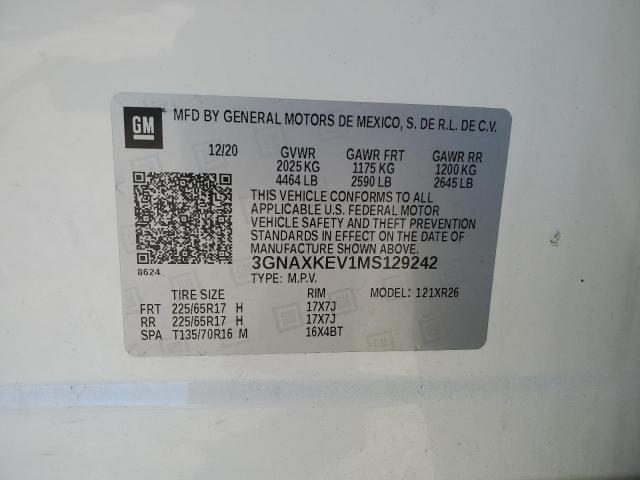 GM MFD BY GENERAL MOTORS DE MEXICO, S. DE R.L. DE C.V.
12/20 GVWR GAWR FRT GAWR RR
2025 KG 1175 KG 1200 KG
4464 LB 2590 LB 2645 LB
THIS VEHICLE CONFORMS TO ALL
APPLICABLE U.S. FEDERAL MOTOR
VEHICLE SAFETY AND THEFT PREVENTION
STANDARDS IN EFFECT ON THE DATE
OF MANUFACTURE SHOWN ABOVE.
8624 3GNAXKEV1MS129242
TYPE: M.P.V.
TIRE SIZE RIM MODEL: 121XR26
FRT 225/65R17 H 17X7J
RR 225/65R17 H 17X7J
SPA T135/70R16 M 16X4BT